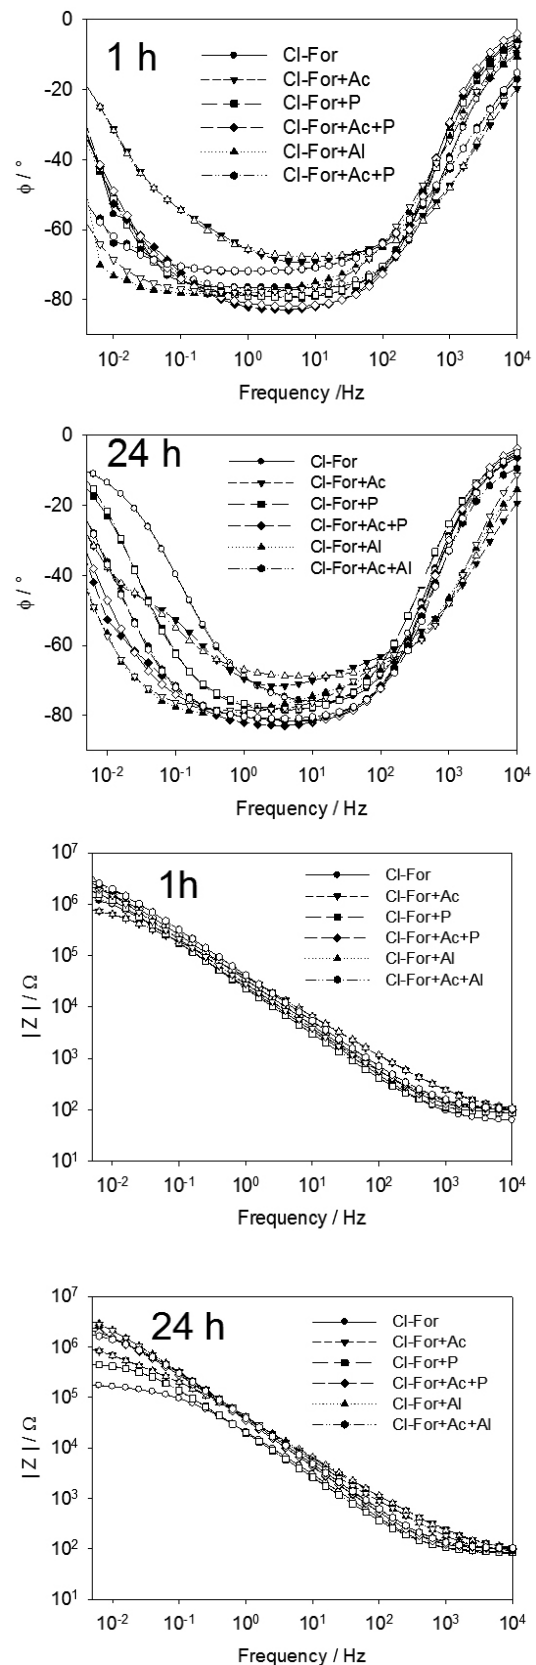 0
-20
-40
-60
-80
ϕ / °
1 h
Cl-For
Cl-For+Ac
Cl-For+P
Cl-For+Ac+P
Cl-For+Al
Cl-For+Ac+P
10⁻² 10⁻¹ 10⁰ 10¹ 10² 10³ 10⁴
Frequency /Hz
0
-20
-40
-60
-80
ϕ / °
24 h
Cl-For
Cl-For+Ac
Cl-For+P
Cl-For+Ac+P
Cl-For+Al
Cl-For+Ac+Al
10⁻² 10⁻¹ 10⁰ 10¹ 10² 10³ 10⁴
Frequency / Hz
10⁷
10⁶
10⁵
10⁴
10³
10²
10¹
| Z | / Ω
1h
Cl-For
Cl-For+Ac
Cl-For+P
Cl-For+Ac+P
Cl-For+Al
Cl-For+Ac+Al
10⁻² 10⁻¹ 10⁰ 10¹ 10² 10³ 10⁴
Frequency / Hz
10⁷
10⁶
10⁵
10⁴
10³
10²
10¹
| Z | / Ω
24 h
Cl-For
Cl-For+Ac
Cl-For+P
Cl-For+Ac+P
Cl-For+Al
Cl-For+Ac+Al
10⁻² 10⁻¹ 10⁰ 10¹ 10² 10³ 10⁴
Frequency / Hz